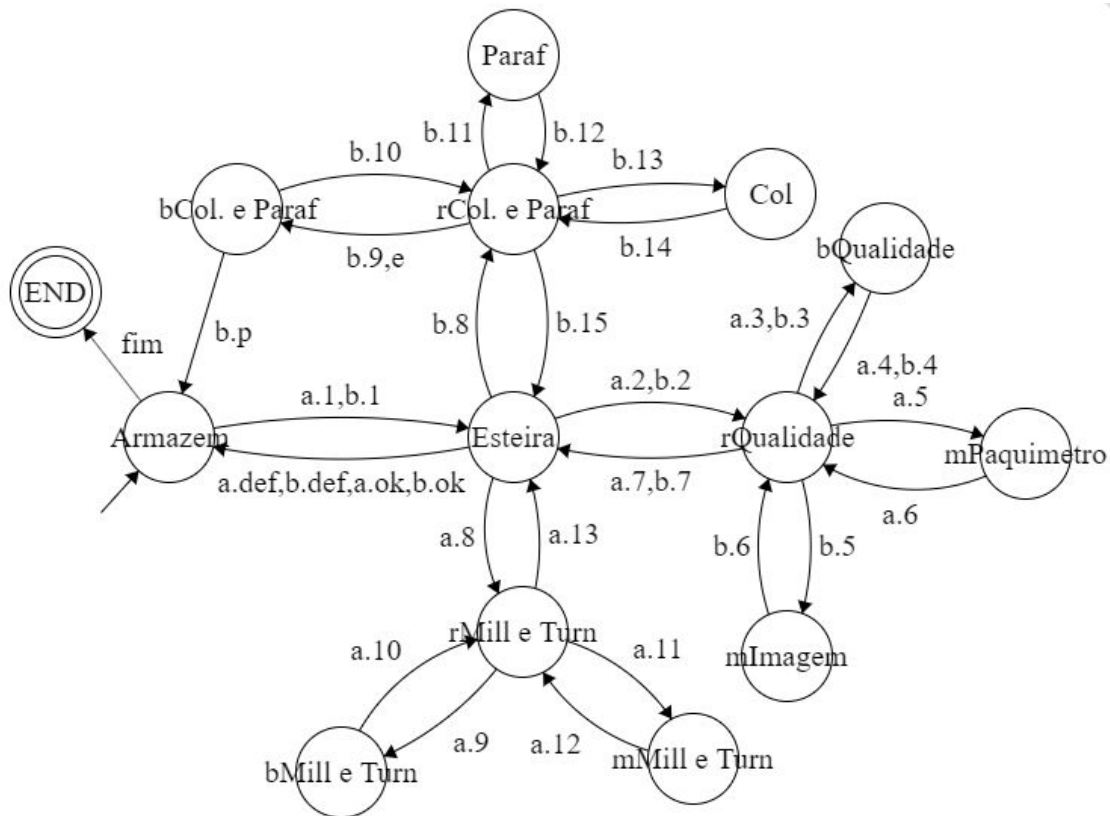 Paraf
b.11
b.12
b.10
b.13
bCol. e Paraf
rCol. e Paraf
Col
b.9,e
b.14
bQualidade
END
b.8
b.15
a.3,b.3
b.p
fim
a.4,b.4
a.1,b.1
a.2,b.2
a.5
Armazem
Esteira
rQualidade
mPaquimetro
a.def,b.def,a.ok,b.ok
a.7,b.7
a.6
a.8
a.13
b.6
b.5
rMill e Turn
mImagem
a.10
a.11
a.9
a.12
bMill e Turn
mMill e Turn